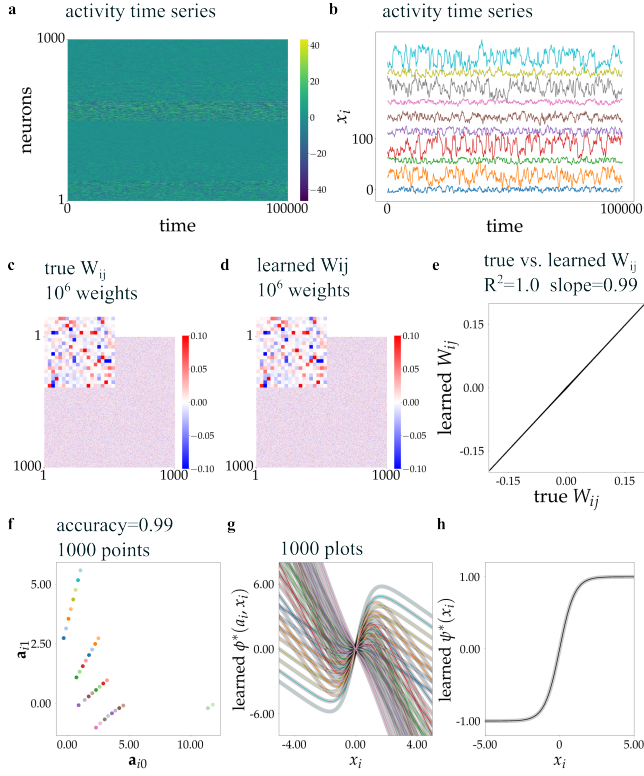 a activity time series
1000
neurons
1
0
100000
time
40
20
0
−20
−40
b activity time series
x_i
100
0
0
100000
time
c true W_ij
10^6 weights
1
1000
1
1000
0.10
0.05
0.00
−0.05
−0.10
d learned Wij
10^6 weights
1
1000
1
1000
0.10
0.05
0.00
−0.05
−0.10
e true vs. learned W_ij
R^2=1.0 slope=0.99
learned W_ij
0.15
0.00
-0.15
-0.15
0.00
0.15
true W_ij
f accuracy=0.99
1000 points
a_i1
5.00
2.50
0.00
0.00
5.00
10.00
a_i0
g 1000 plots
learned ϕ*(a_i, x_i)
6.00
3.00
0.00
-3.00
-6.00
-4.00
0.00
4.00
x_i
h
learned ψ*(x_i)
1.00
0.00
-1.00
-5.00
0.00
5.00
x_i